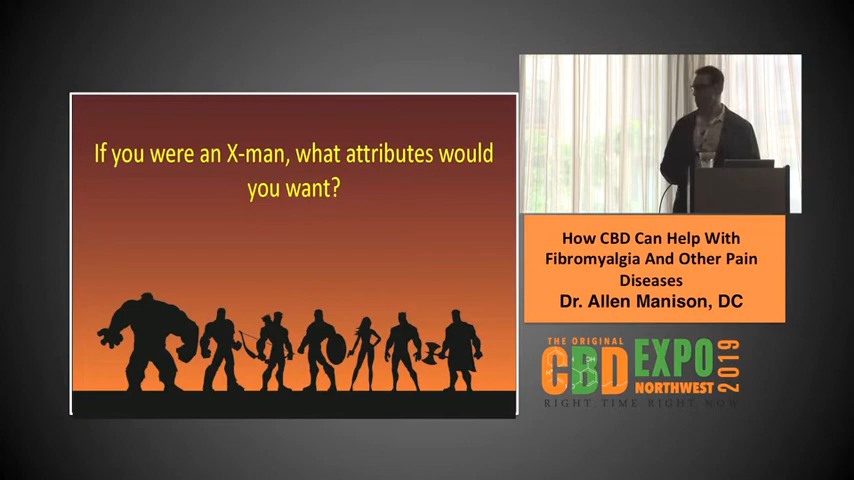 If you were an X-man, what attributes would
you want?
How CBD Can Help With
Fibromyalgia And Other Pain
Diseases
Dr. Allen Manison, DC
THE ORIGINAL
CBD EXPO
NORTHWEST
2019
RIGHT TIME RIGHT NOW